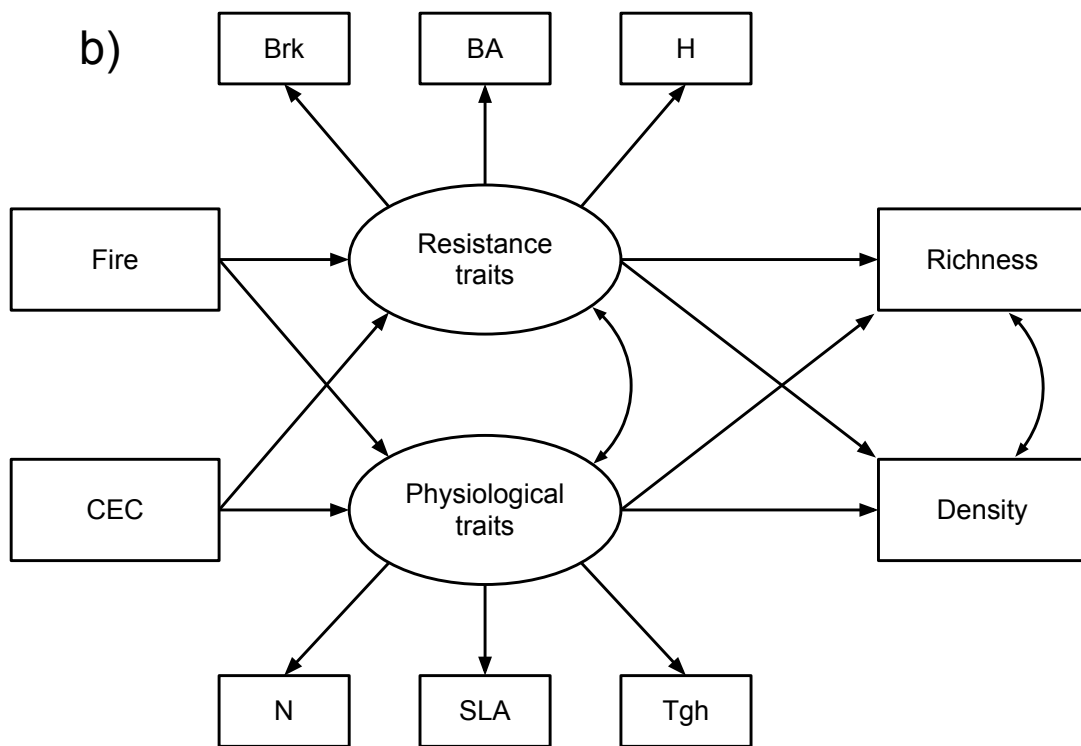 b)
Brk
BA
H
Fire
Resistance
traits
Richness
CEC
Physiological
traits
Density
N
SLA
Tgh